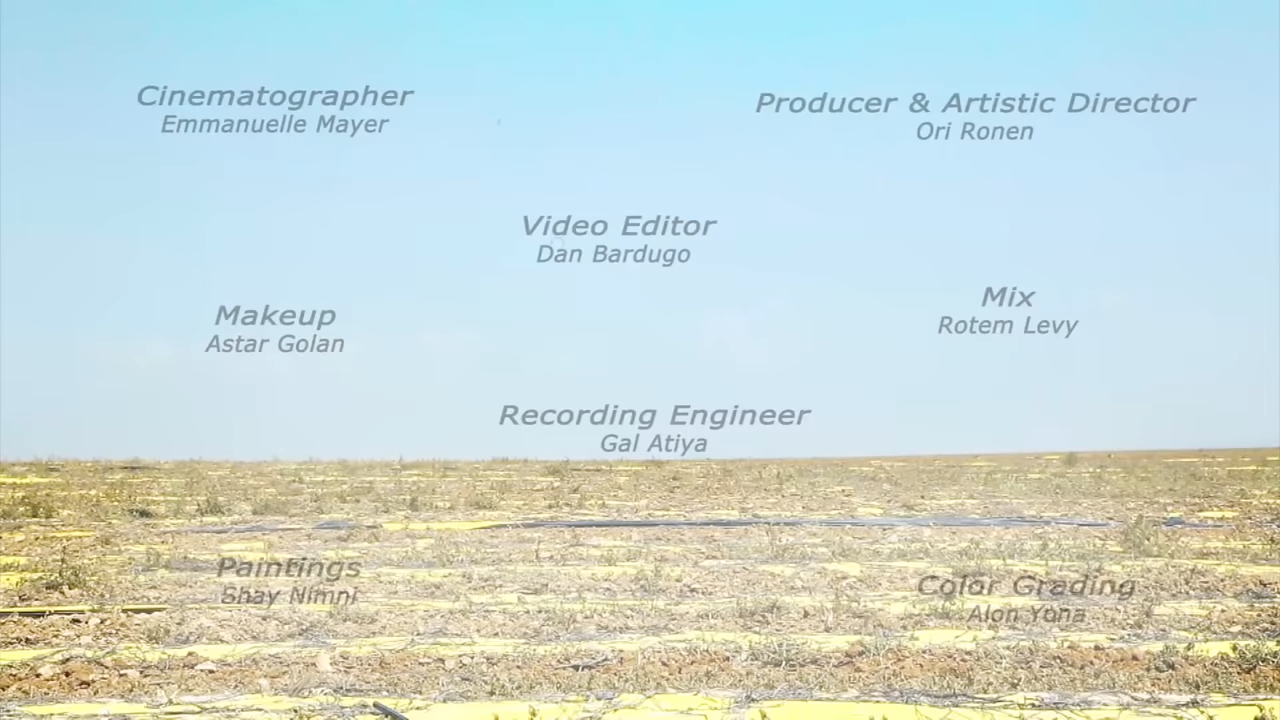 Cinematographer
Emmanuelle Mayer
Producer & Artistic Director
Ori Ronen
Video Editor
Dan Bardugo
Makeup
Astar Golan
Mix
Rotem Levy
Recording Engineer
Gal Atiya
Paintings
Shay Nimni
Color Grading
Alon Yona